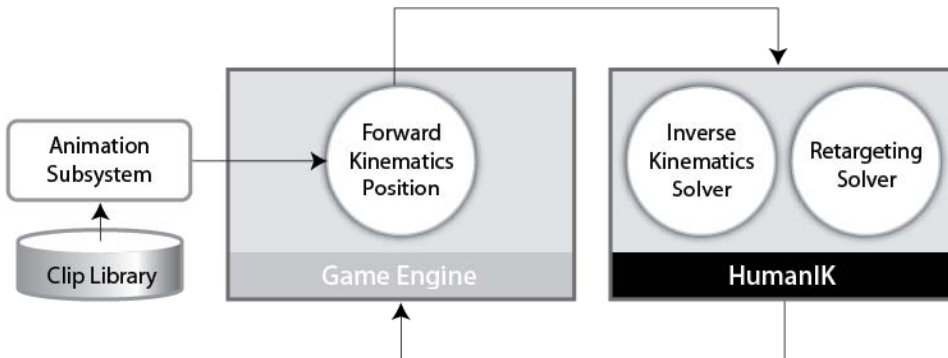 Animation
Subsystem
Clip Library
Forward
Kinematics
Position
Game Engine
Inverse
Kinematics
Solver
Retargeting
Solver
HumanIK